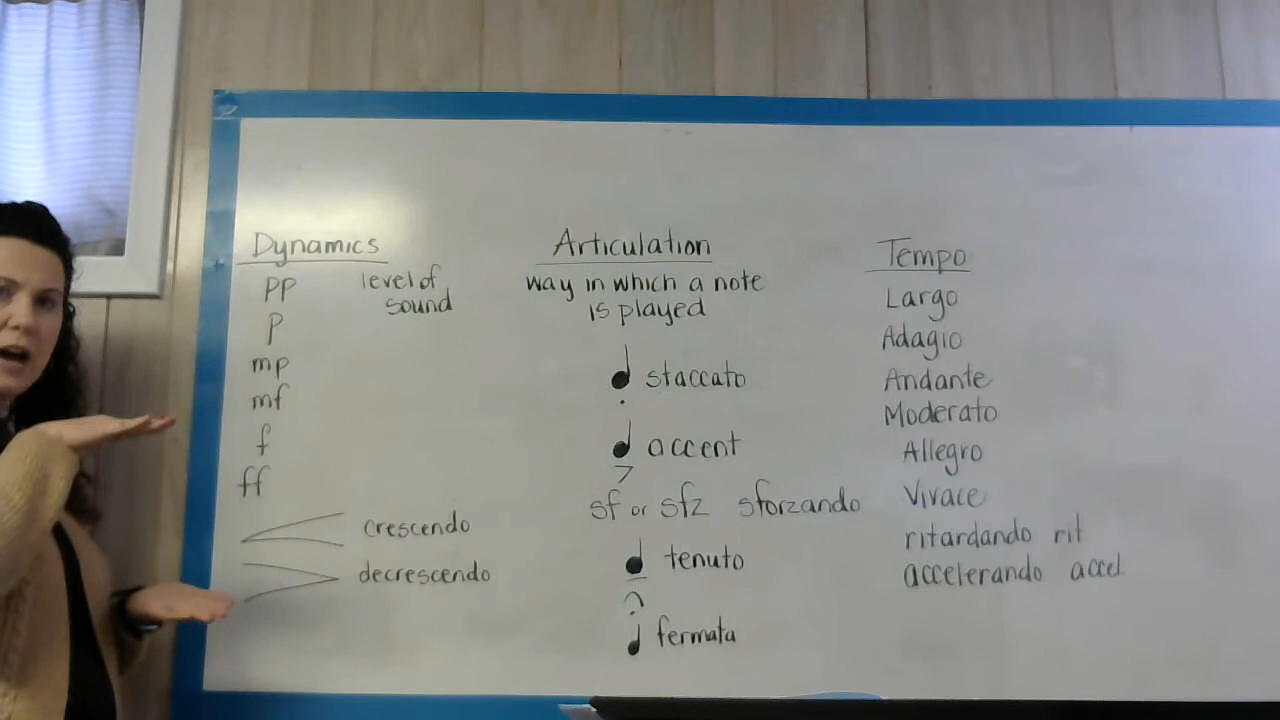 Dynamics
pp level of
sound
p
mp
mf
f
ff
crescendo
decrescendo
Articulation
way in which a note
is played
staccato
accent
sf or sfz sforzando
tenuto
fermata
Tempo
Largo
Adagio
Andante
Moderato
Allegro
Vivace
ritardando rit
accelerando accel